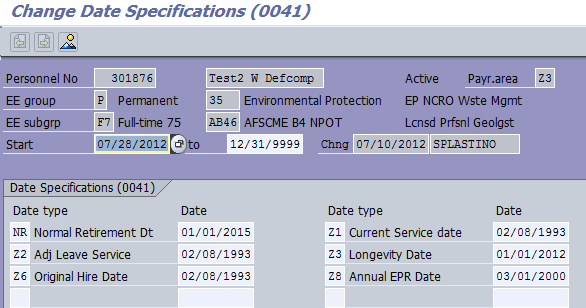 Change Date Specifications (0041)
Personnel No 301876 Test2 W Defcomp Active Payr.area Z3
EE group P Permanent 35 Environmental Protection EP NCRO Wste Mgmt
EE subgrp F7 Full-time 75 AB46 AFSCME B4 NPOT Lcnsd Prfsnl Geolgst
Start 07/28/2012 to 12/31/9999 Chng 07/10/2012 SPLASTINO
Date Specifications (0041)
Date type Date Date type Date
NR Normal Retirement Dt 01/01/2015 Z1 Current Service date 02/08/1993
Z2 Adj Leave Service 02/08/1993 Z3 Longevity Date 01/01/2012
Z6 Original Hire Date 02/08/1993 Z8 Annual EPR Date 03/01/2000